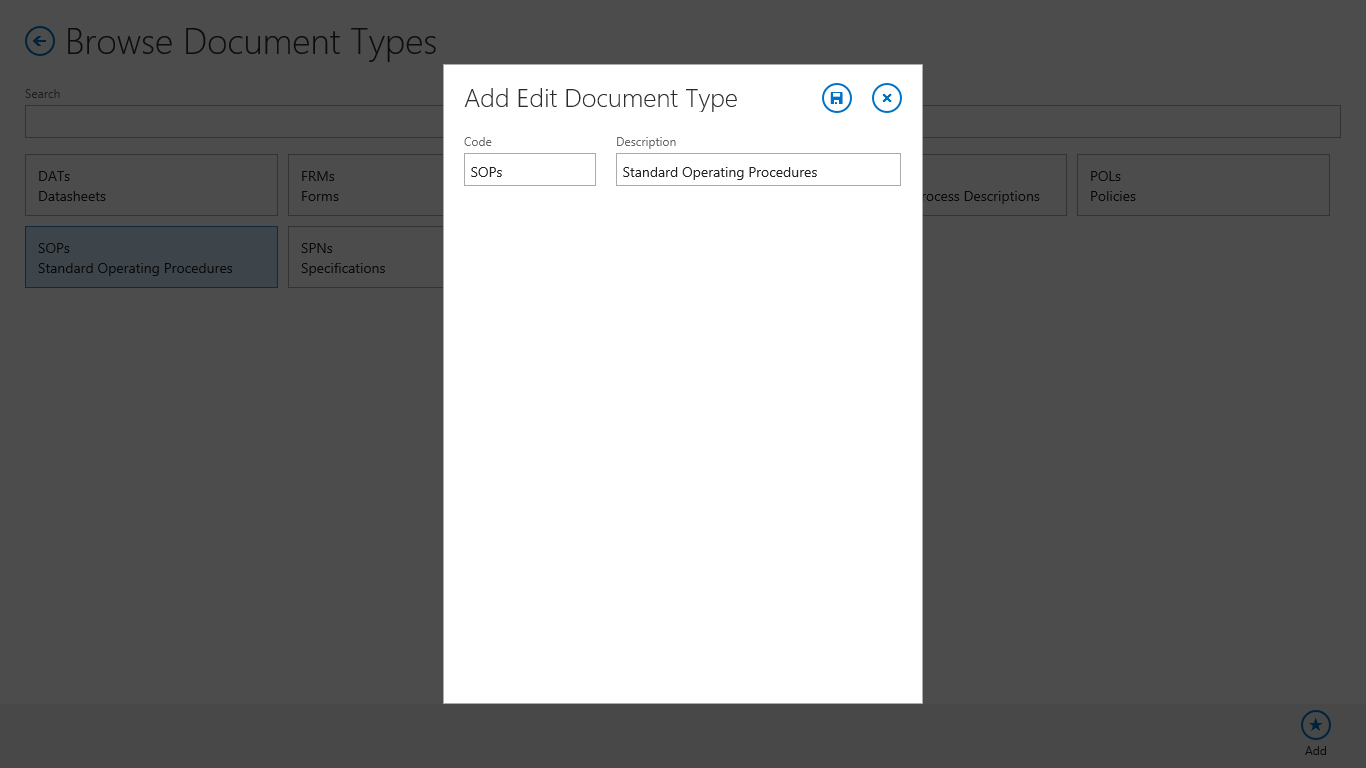 Browse Document Types
Search
DATs
Datasheets
FRMs
Forms
Process Descriptions
POLs
Policies
SOPs
Standard Operating Procedures
SPNs
Specifications
Add Edit Document Type
Code
Description
SOPs
Standard Operating Procedures
Add